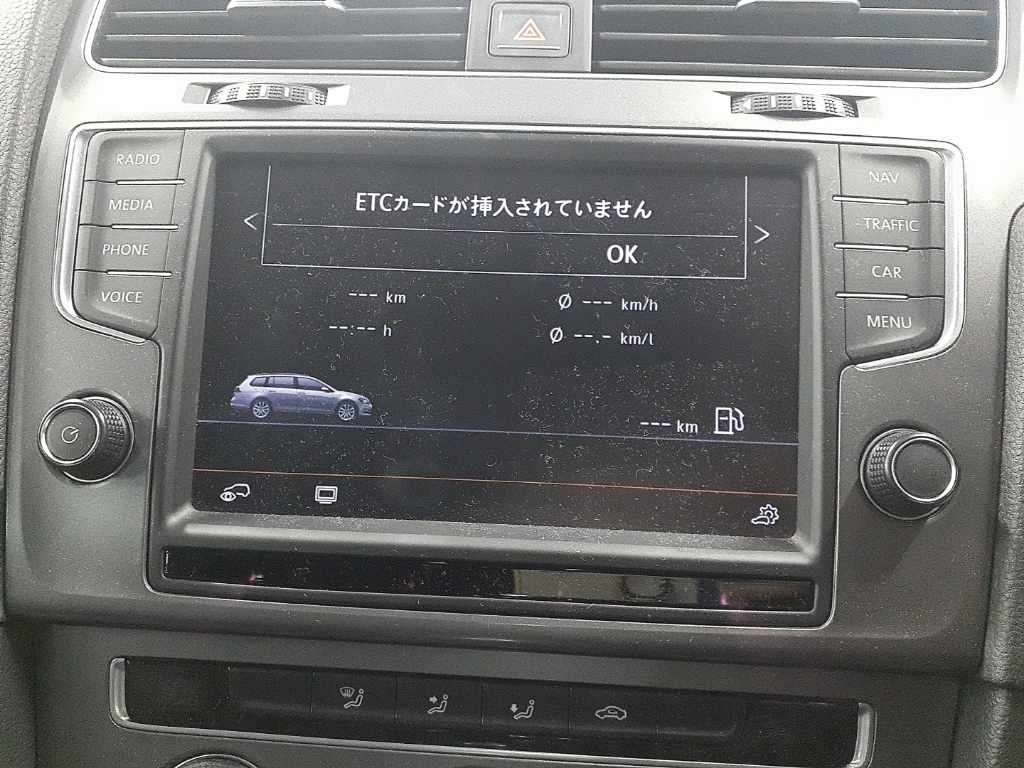 RADIO
MEDIA
PHONE
VOICE
NAV
TRAFFIC
CAR
MENU
<
ETCカードが挿入されていません
>
OK
--- km
Ø --- km/h
--:-- h
Ø --.- km/l
--- km